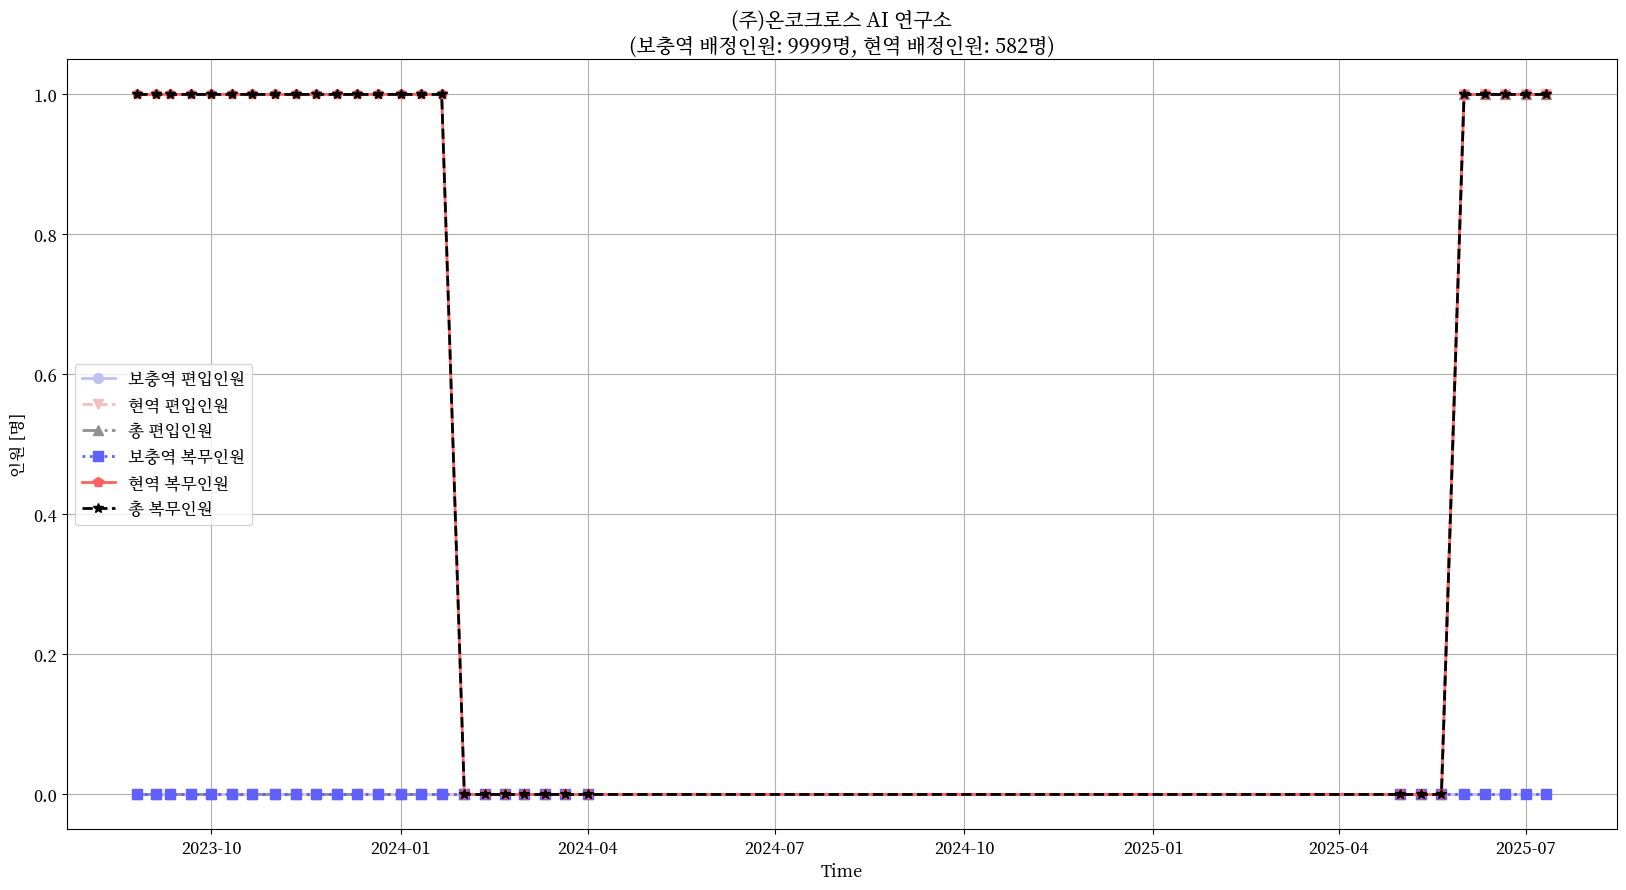 (주)온코크로스 AI 연구소
(보충역 배정인원: 9999명, 현역 배정인원: 582명)
1.0
0.8
0.6
0.4
0.2
0.0
인원 [명]
보충역 편입인원
현역 편입인원
총 편입인원
보충역 복무인원
현역 복무인원
총 복무인원
2023-10
2024-01
2024-04
2024-07
2024-10
2025-01
2025-04
2025-07
Time